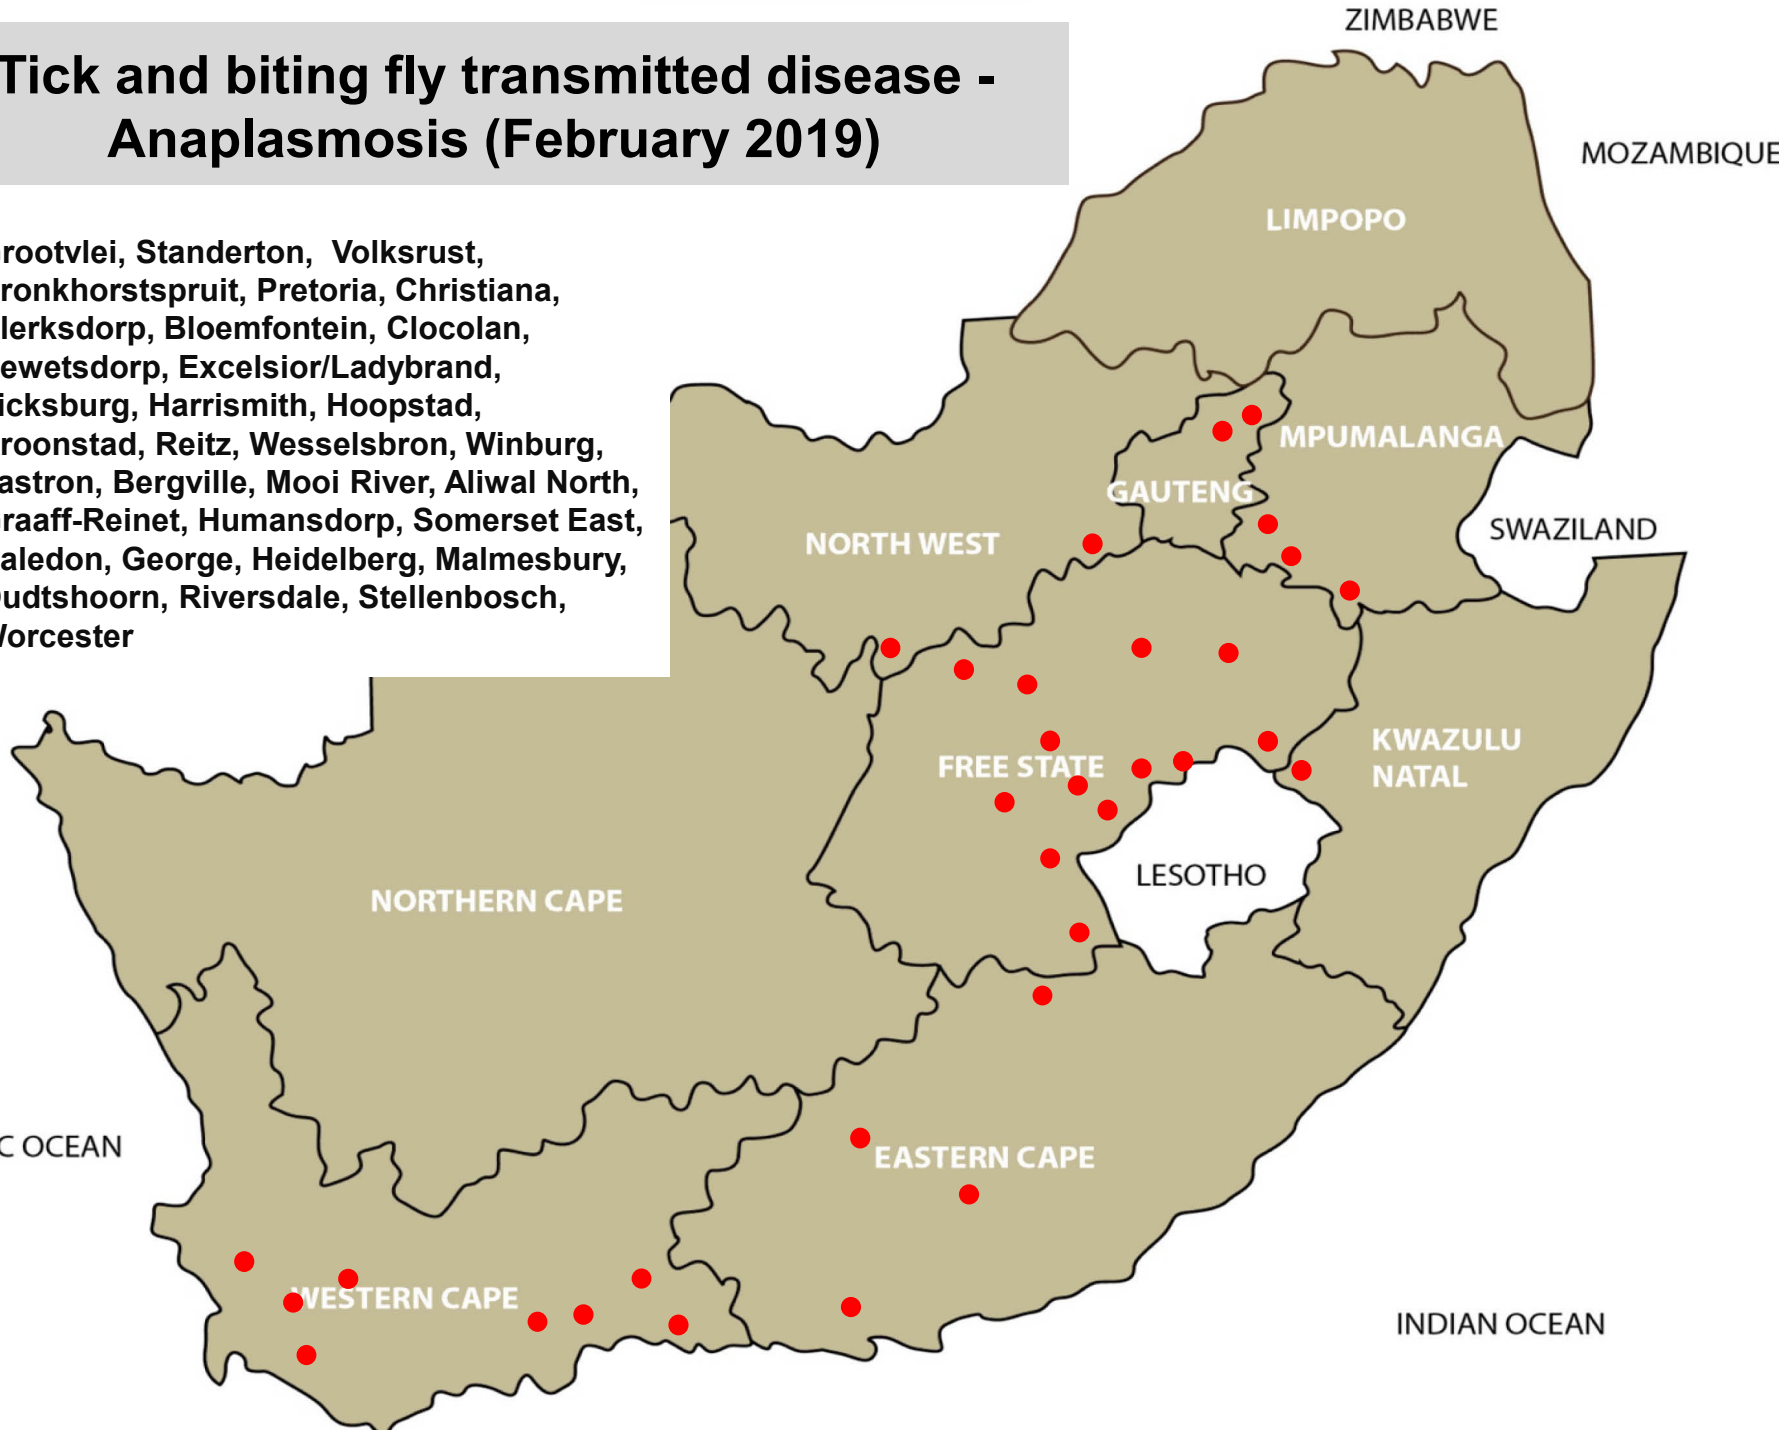 ZIMBABWE
Tick and biting fly transmitted disease -
Anaplasmosis (February 2019)
MOZAMBIQUE
LIMPOPO
rootvlei, Standerton, Volksrust,
ronkhorstspruit, Pretoria, Christiana,
lerksdorp, Bloemfontein, Clocolan,
ewetsdorp, Excelsior/Ladybrand,
icksburg, Harrismith, Hoopstad,
roonstad, Reitz, Wesselsbron, Winburg,
astron, Bergville, Mooi River, Aliwal North,
raaff-Reinet, Humansdorp, Somerset East,
aledon, George, Heidelberg, Malmesbury,
udtshoorn, Riversdale, Stellenbosch,
Worcester
MPUMALANGA
GAUTENG
NORTH WEST
SWAZILAND
KWAZULU
NATAL
FREE STATE
LESOTHO
NORTHERN CAPE
C OCEAN
EASTERN CAPE
WESTERN CAPE
INDIAN OCEAN